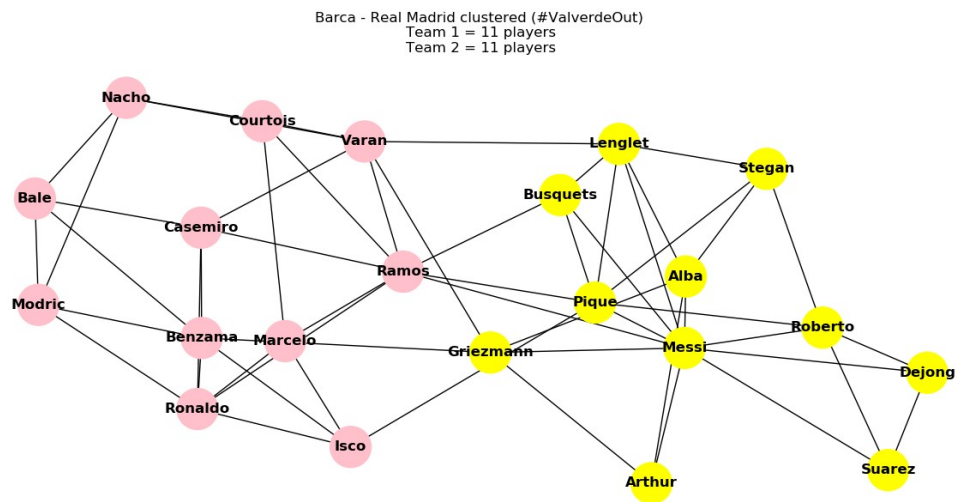 Barca - Real Madrid clustered (#ValverdeOut)
Team 1 = 11 players
Team 2 = 11 players
Nacho
Courtois
Varan
Lenglet
Stegan
Busquets
Bale
Casemiro
Ramos
Alba
Pique
Modric
Roberto
Benzama
Marcelo
Messi
Griezmann
Dejong
Ronaldo
Isco
Suarez
Arthur